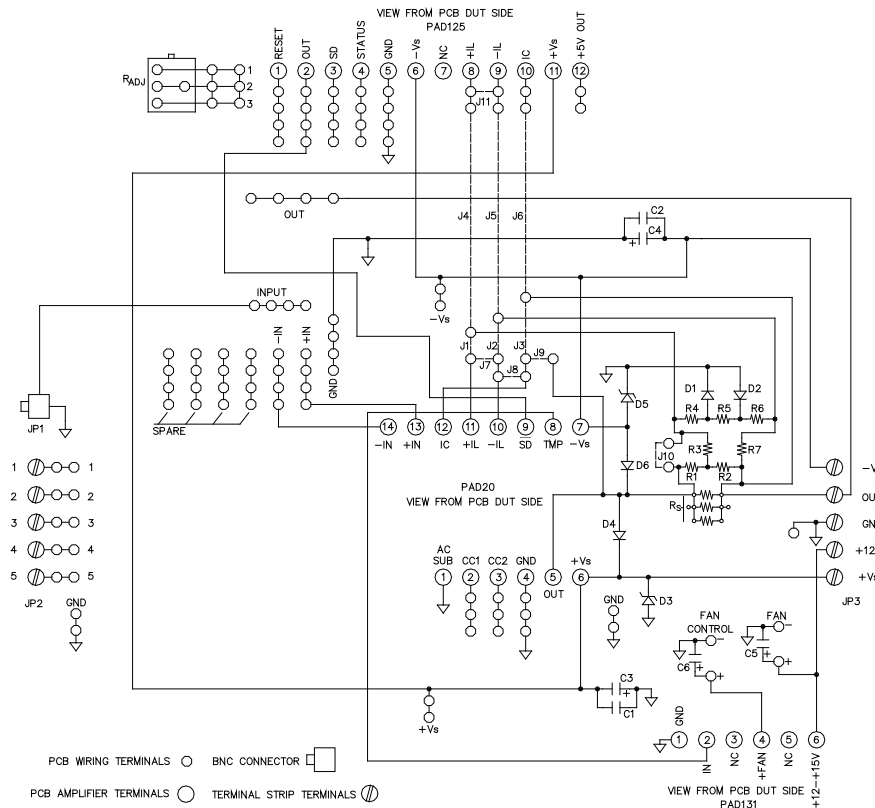 VIEW FROM PCB DUT SIDE
PAD125
RADJ
1
2
3
RESET
OUT
SD
STATUS
GND
−Vs
NC
+IL
−IL
IC
+Vs
+5V OUT
1 2 3 4 5 6 7 8 9 10 11 12
J11
OUT
J4 J5 J6
C2
C4
+
INPUT
−Vs
−IN
+IN
GND
J1 J2 J3 J9
J7
J8
D5
D1
D2
R4 R5 R6
JP1
SPARE
14 13 12 11 10 9 8 7
−IN +IN IC +IL −IL SD TMP −Vs
R3 R7
J10
R1 R2
D6
1 1
2 2
3 3
4 4
5 5
JP2
GND
PAD20
VIEW FROM PCB DUT SIDE
RS
D4
−V
OU
GN
+12
+Vs
JP3
AC
SUB
CC1
CC2
GND
OUT
+Vs
1 2 3 4 5 6
D3
GND
FAN
CONTROL
−
C6
+
+
FAN
−
C5
+
+
C3
+
C1
+Vs
GND
1 2 3 4 5 6
IN
NC
+FAN
NC
+12−+15V
VIEW FROM PCB DUT SIDE
PAD131
PCB WIRING TERMINALS
BNC CONNECTOR
PCB AMPLIFIER TERMINALS
TERMINAL STRIP TERMINALS